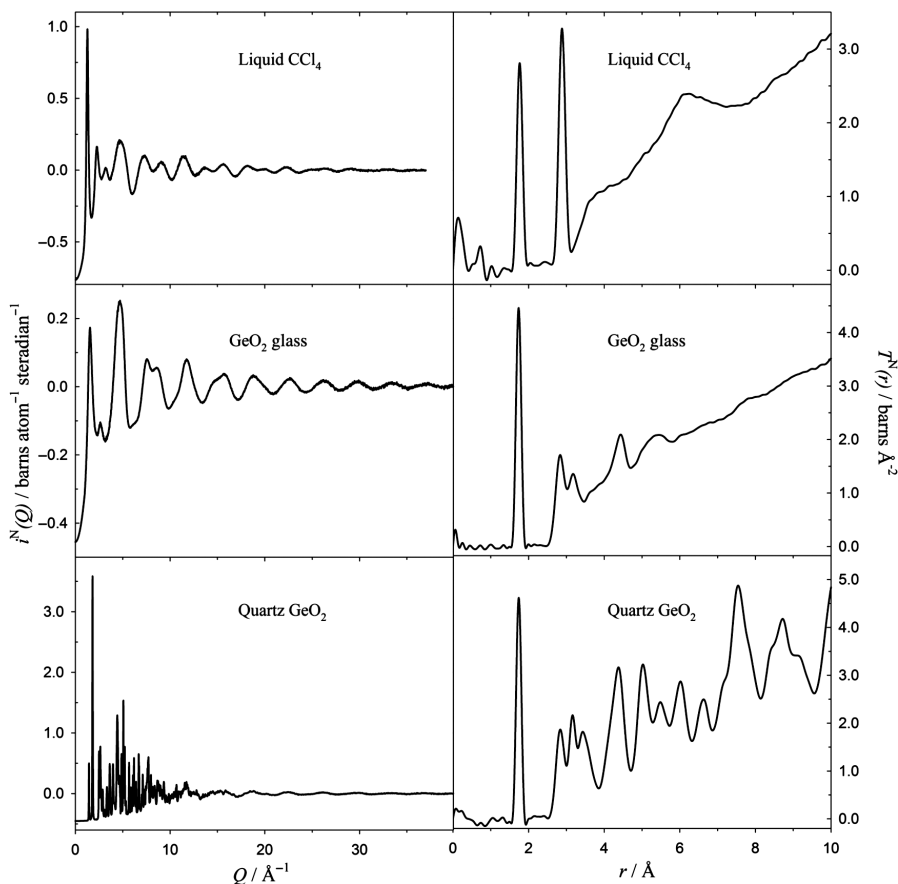 1.0
0.5
0.0
−0.5
Liquid CCl₄
Liquid CCl₄
3.0
2.0
1.0
0.0
0.2
0.0
−0.2
−0.4
GeO₂ glass
GeO₂ glass
4.0
3.0
2.0
1.0
0.0
iᴺ(Q) / barns atom⁻¹ steradian⁻¹
Tᴺ(r) / barns Å⁻²
3.0
2.0
1.0
0.0
Quartz GeO₂
Quartz GeO₂
5.0
4.0
3.0
2.0
1.0
0.0
0 10 20 30
0 2 4 6 8 10
Q / Å⁻¹
r / Å